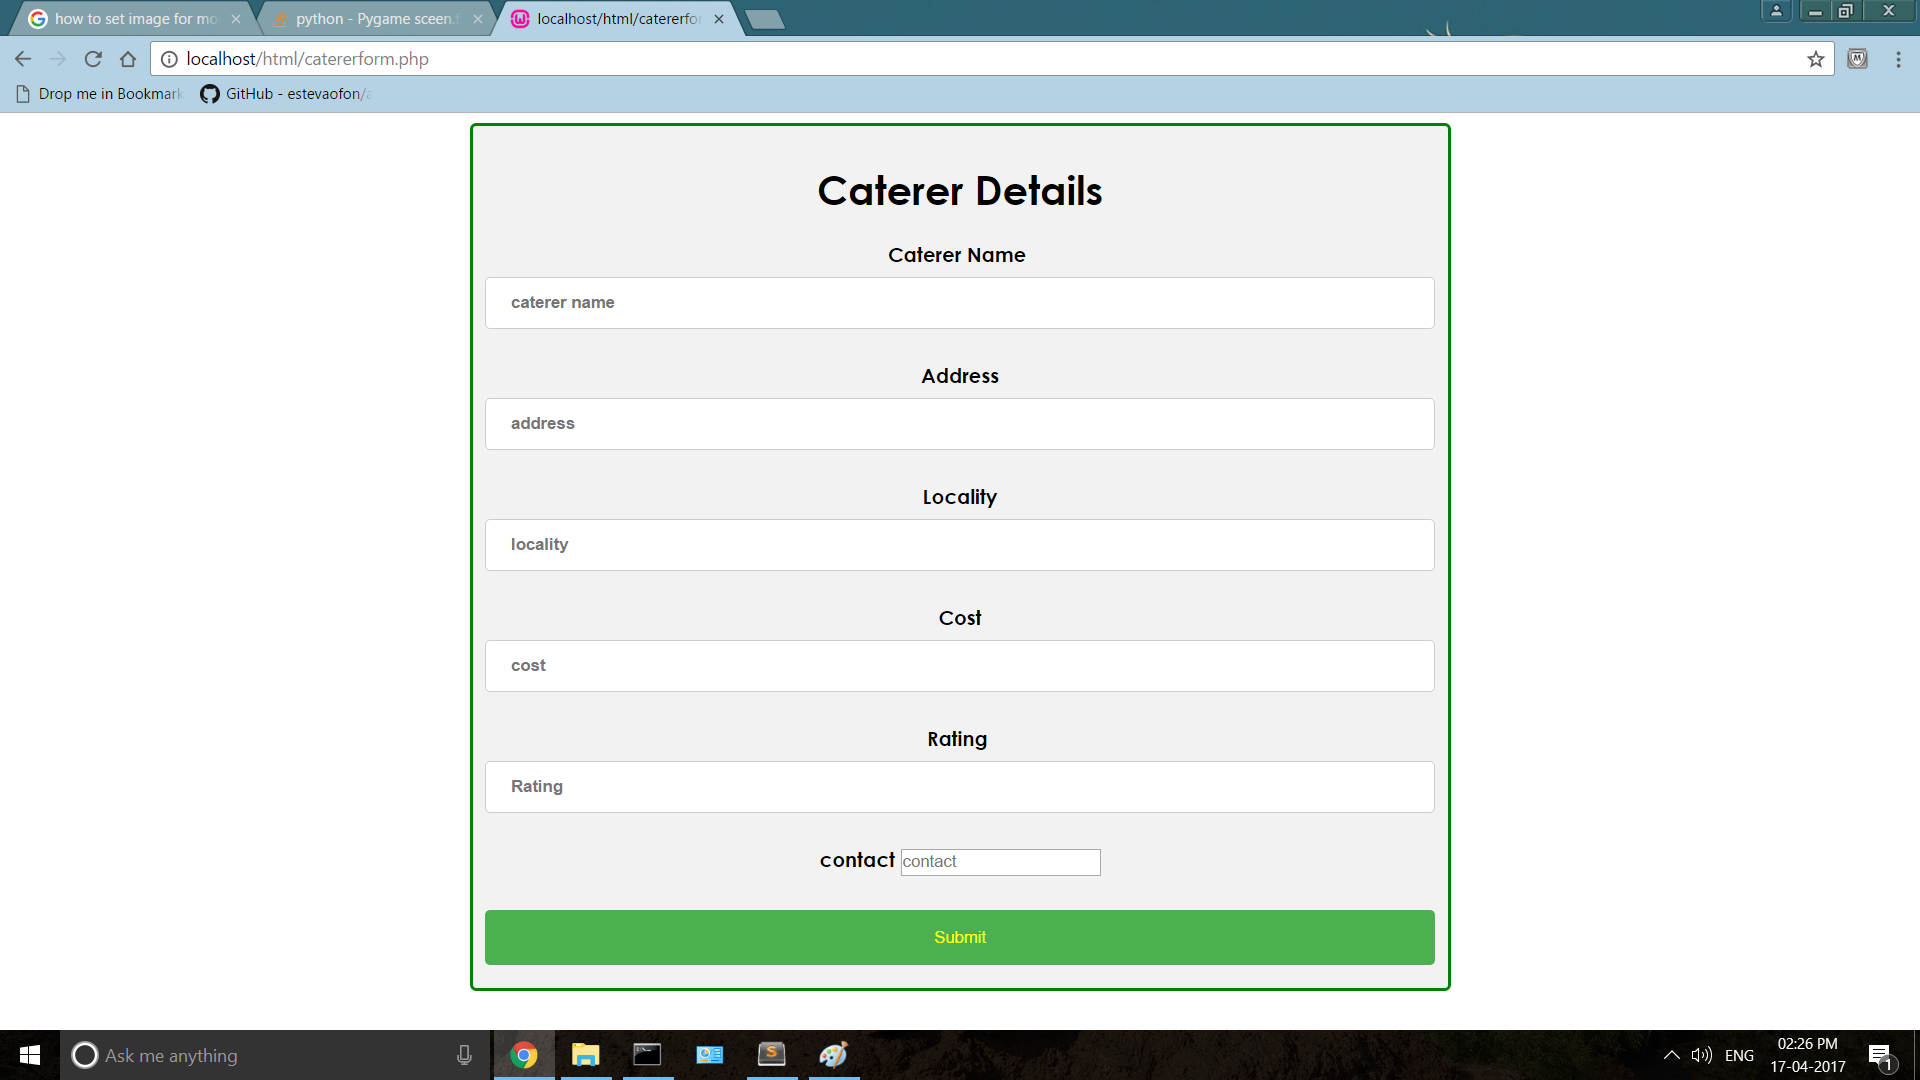 how to set image for mo
python - Pygame sceen.f
localhost/html/catererfo
localhost/html/catererform.php
Drop me in Bookmark
GitHub - estevaofon/
Caterer Details
Caterer Name
caterer name
Address
address
Locality
locality
Cost
cost
Rating
Rating
contact contact
Submit
Ask me anything
ENG
02:26 PM
17-04-2017
1